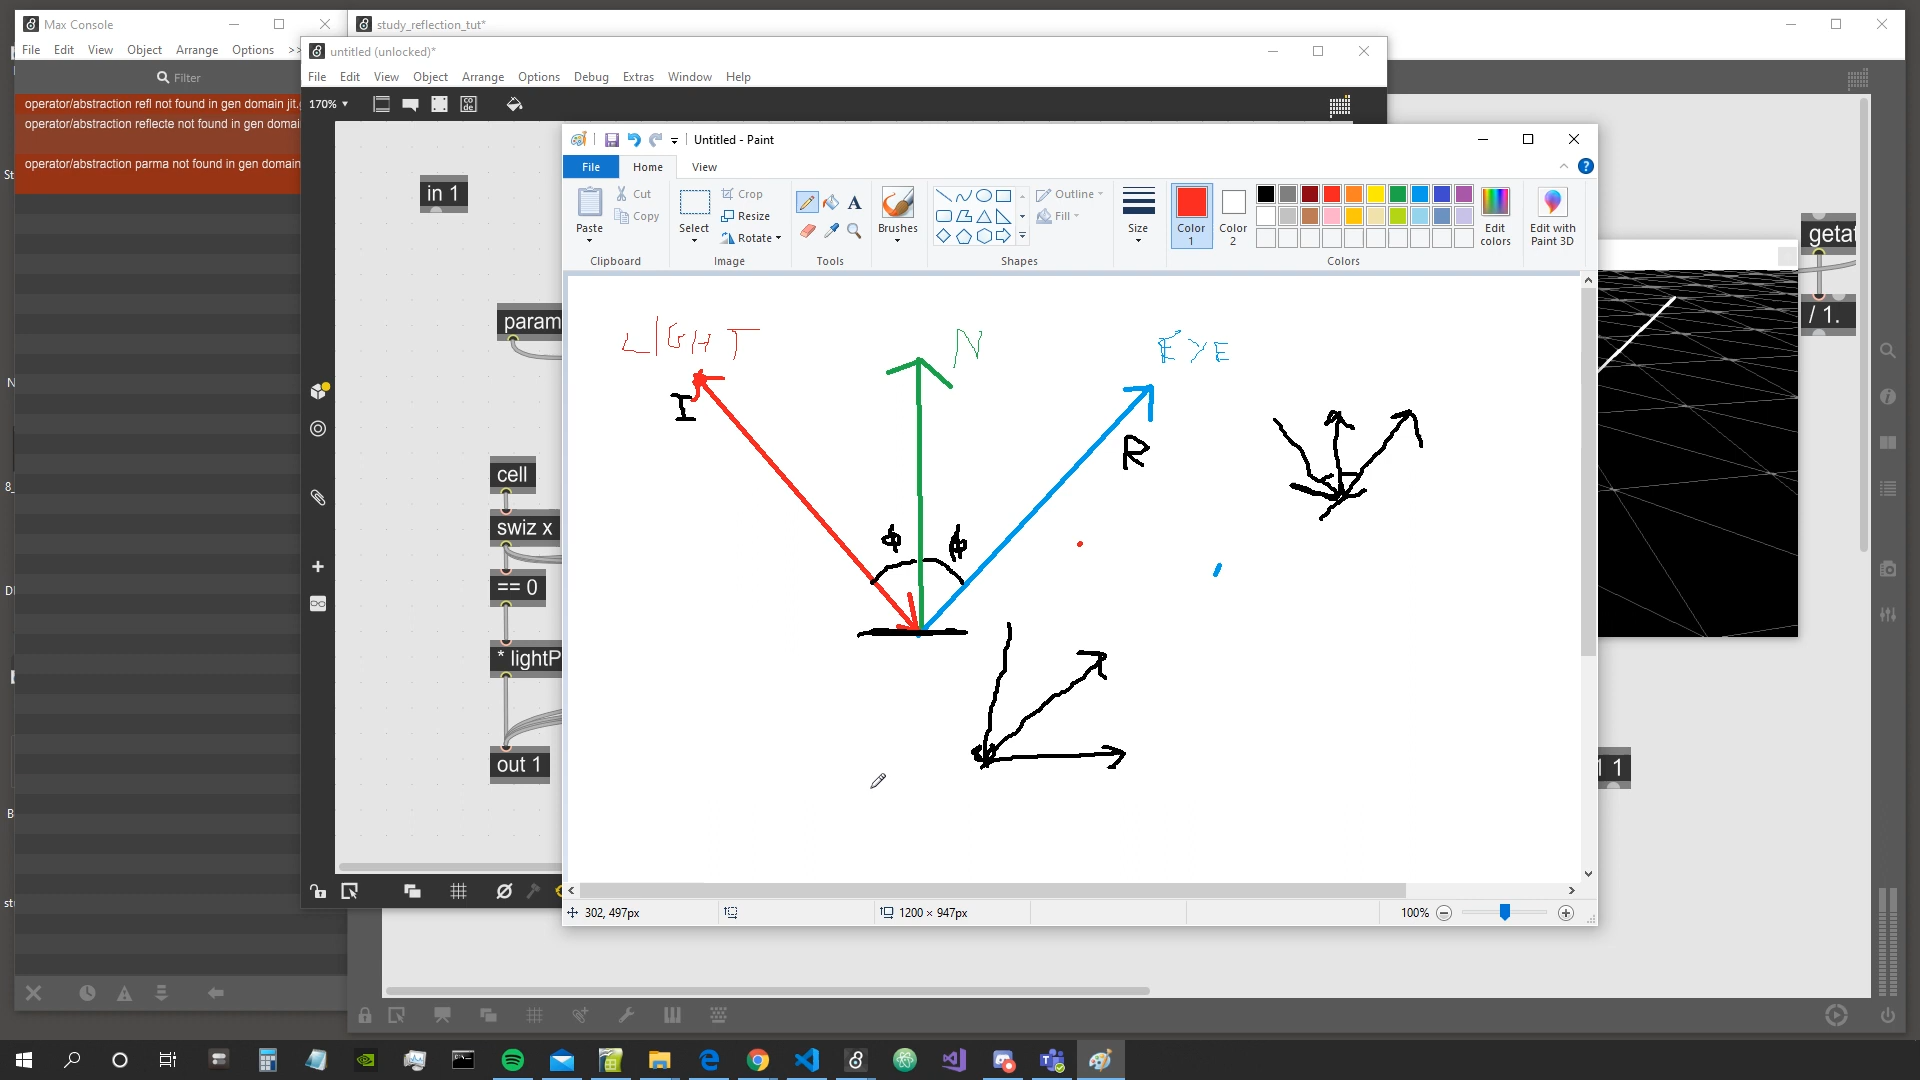 Max Console
File Edit View Object Arrange Options >>
Filter
operator/abstraction refl not found in gen domain jit.
operator/abstraction reflecte not found in gen domai
operator/abstraction parma not found in gen domain
study_reflection_tut*
untitled (unlocked)*
File Edit View Object Arrange Options Debug Extras Window Help
170%
in 1
param
cell
swiz x
== 0
* lightP
out 1
Untitled - Paint
File Home View
Paste
Cut
Copy
Clipboard
Select
Crop
Resize
Rotate
Image
A
Tools
Brushes
Outline
Fill
Shapes
Size
Color 1
Color 2
Edit colors
Edit with Paint 3D
Colors
LIGHT
N
EYE
I
R
ϕ ϕ
302, 497px
1200 × 947px
100%
getat
/ 1.
1 1